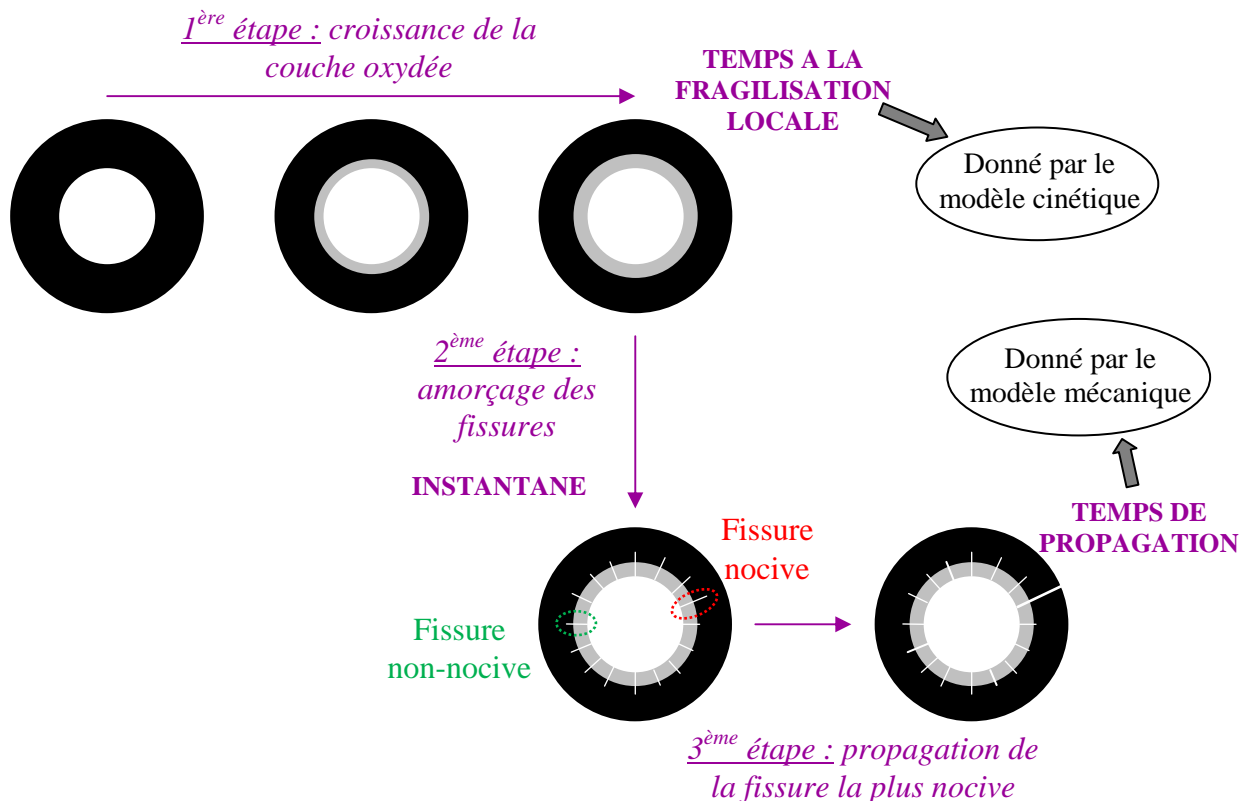 1ère étape : croissance de la
couche oxydée
TEMPS A LA
FRAGILISATION
LOCALE
Donné par le
modèle cinétique
2ème étape :
amorçage des
fissures
INSTANTANE
Donné par le
modèle mécanique
TEMPS DE
PROPAGATION
Fissure
nocive
Fissure
non-nocive
3ème étape : propagation de
la fissure la plus nocive